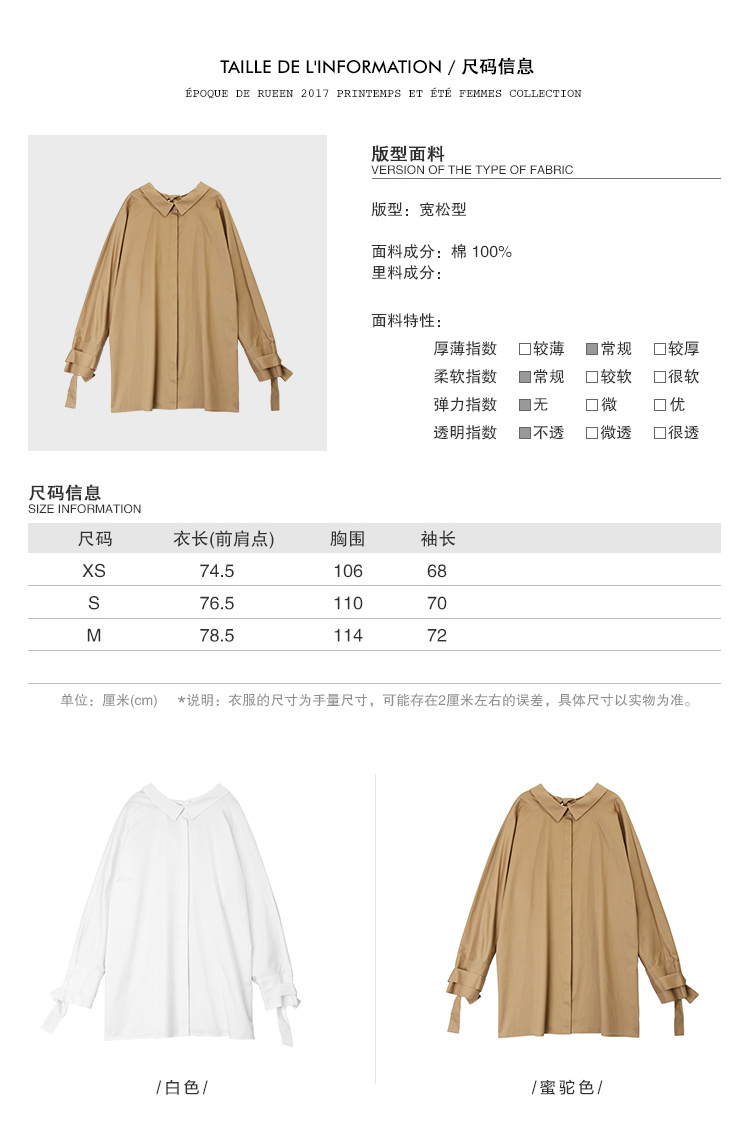 TAILLE DE L'INFORMATION / 尺码信息
ÉPOQUE DE RUEEN 2017 PRINTEMPS ET ÉTÉ FEMMES COLLECTION
版型面料
VERSION OF THE TYPE OF FABRIC
版型：宽松型
面料成分：棉 100%
里料成分：
面料特性：
厚薄指数 □较薄 ■常规 □较厚
柔软指数 ■常规 □较软 □很软
弹力指数 ■无 □微 □优
透明指数 ■不透 □微透 □很透
尺码信息
SIZE INFORMATION
尺码 衣长(前肩点) 胸围 袖长
XS 74.5 106 68
S 76.5 110 70
M 78.5 114 72
单位：厘米(cm) *说明：衣服的尺寸为手量尺寸，可能存在2厘米左右的误差，具体尺寸以实物为准。
/白色/
/蜜驼色/